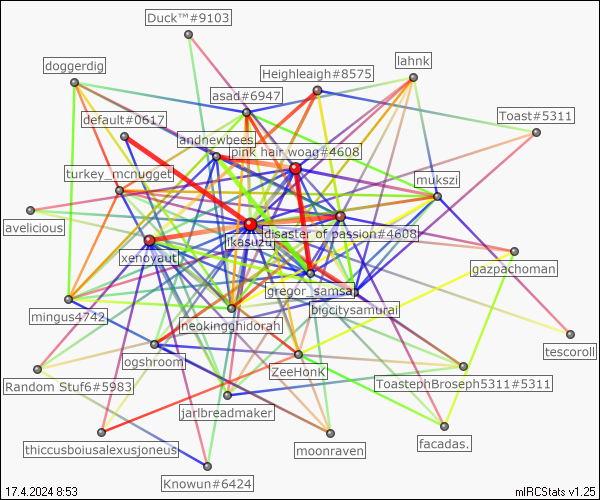 Duck™#9103
lahnk
doggerdig
Heighleaigh#8575
asad#6947
Toast#5311
default#0617
andnewbees
pink hair woag#4608
turkey_mcnugget
mukszi
avelicious
disaster of passion#4608
ikasuzu
xenoyaut
gazpachoman
gregor_samsa
bigcitysamurai
mingus4742
neokingghidorah
tescoroll
ogshroom
ZeeHonK
Random Stuf6#5983
ToastephBroseph5311#5311
jarlbreadmaker
thiccusboiusalexusjoneus
moonraven
facadas.
Knowun#6424
17.4.2024 8:53
mIRCStats v1.25